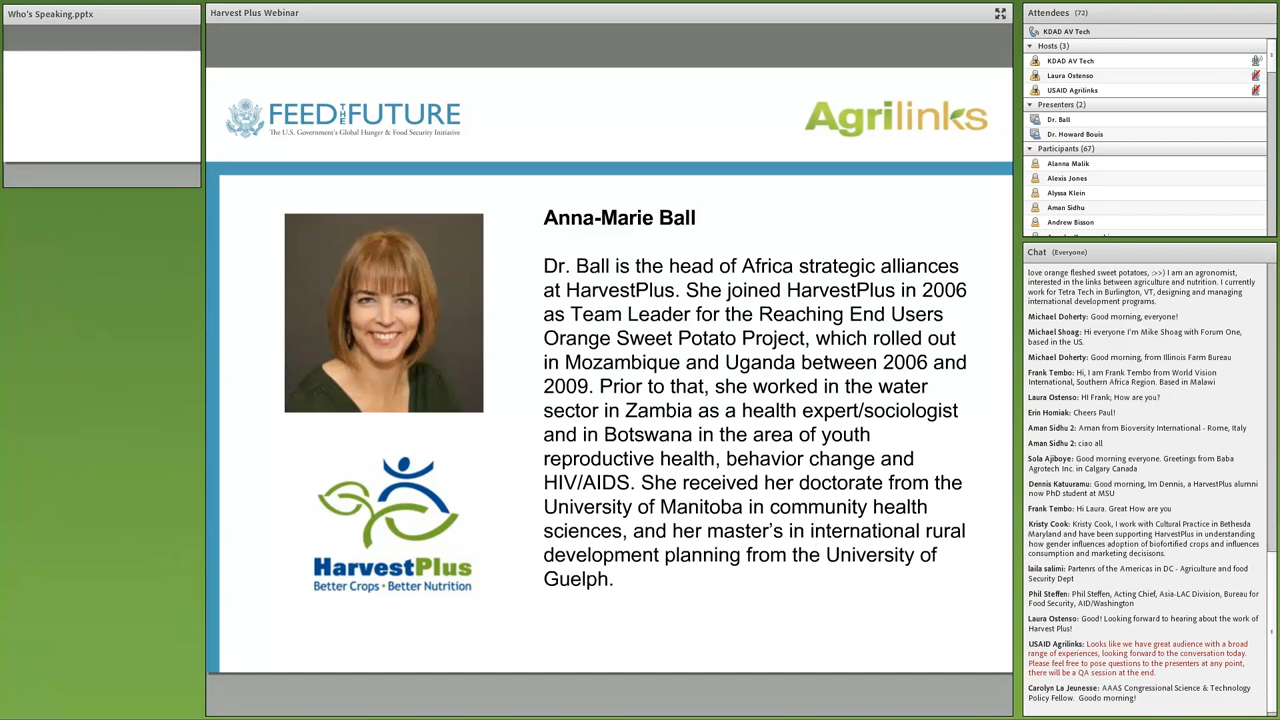 Who's Speaking.pptx
Harvest Plus Webinar
FEED THE FUTURE
The U.S. Government's Global Hunger & Food Security Initiative
Agrilinks
Anna-Marie Ball
Dr. Ball is the head of Africa strategic alliances
at HarvestPlus. She joined HarvestPlus in 2006
as Team Leader for the Reaching End Users
Orange Sweet Potato Project, which rolled out
in Mozambique and Uganda between 2006 and
2009. Prior to that, she worked in the water
sector in Zambia as a health expert/sociologist
and in Botswana in the area of youth
reproductive health, behavior change and
HIV/AIDS. She received her doctorate from the
University of Manitoba in community health
sciences, and her master's in international rural
development planning from the University of
Guelph.
HarvestPlus
Better Crops • Better Nutrition
Attendees (72)
KDAD AV Tech
Hosts (3)
KDAD AV Tech
Laura Ostenso
USAID Agrilinks
Presenters (2)
Dr. Ball
Dr. Howard Bouis
Participants (67)
Alanna Malik
Alexis Jones
Alyssa Klein
Aman Sidhu
Andrew Bisson
Chat (Everyone)
love orange fleshed sweet potatoes, :>>) I am an agronomist,
interested in the links between agriculture and nutrition. I currently
work for Tetra Tech in Burlington, VT, designing and managing
international development programs.
Michael Doherty: Good morning, everyone!
Michael Shoag: Hi everyone I'm Mike Shoag with Forum One,
based in the US.
Michael Doherty: Good morning, from Illinois Farm Bureau
Frank Tembo: Hi, I am Frank Tembo from World Vision
International, Southern Africa Region. Based in Malawi
Laura Ostenso: HI Frank; How are you?
Erin Homiak: Cheers Paul!
Aman Sidhu 2: Aman from Bioversity International - Rome, Italy
Aman Sidhu 2: ciao all
Sola Ajiboye: Good morning everyone. Greetings from Baba
Agrotech Inc. in Calgary Canada
Dennis Katuuramu: Good morning, Im Dennis, a HarvestPlus alumni
now PhD student at MSU
Frank Tembo: Hi Laura. Great How are you
Kristy Cook: Kristy Cook, I work with Cultural Practice in Bethesda
Maryland and have been supporting HarvestPlus in understanding
how gender influences adoption of biofortified crops and influences
consumption and marketing decisions.
laila salimi: Partenrs of the Americas in DC - Agriculture and food
Security Dept
Phil Steffen: Phil Steffen, Acting Chief, Asia-LAC Division, Bureau for
Food Security, AID/Washington
Laura Ostenso: Good! Looking forward to hearing about the work of
Harvest Plus!
USAID Agrilinks: Looks like we have great audience with a broad
range of experiences, looking forward to the conversation today.
Please feel free to pose questions to the presenters at any point,
there will be a QA session at the end.
Carolyn La Jeunesse: AAAS Congressional Science & Technology
Policy Fellow. Goodo morning!